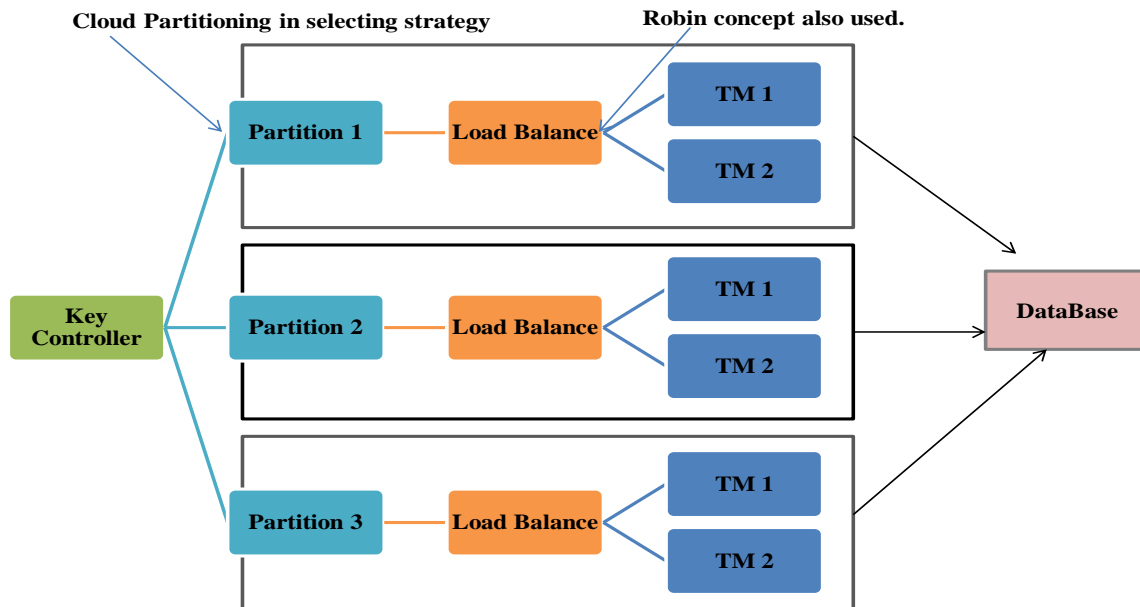 Cloud Partitioning in selecting strategy
Robin concept also used.
Partition 1
Load Balance
TM 1
TM 2
Key
Controller
Partition 2
Load Balance
TM 1
TM 2
DataBase
Partition 3
Load Balance
TM 1
TM 2